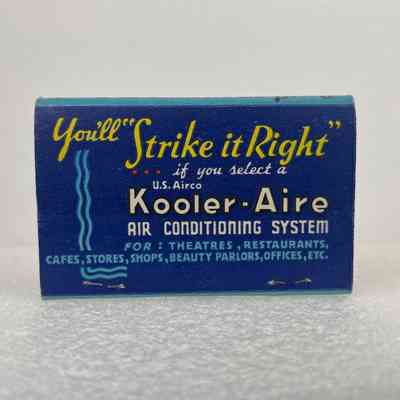 You'll "Strike it Right"
... if you select a
U.S. Airco
Kooler-Aire
AIR CONDITIONING SYSTEM
FOR: THEATRES, RESTAURANTS,
CAFES, STORES, SHOPS, BEAUTY PARLORS, OFFICES, ETC.